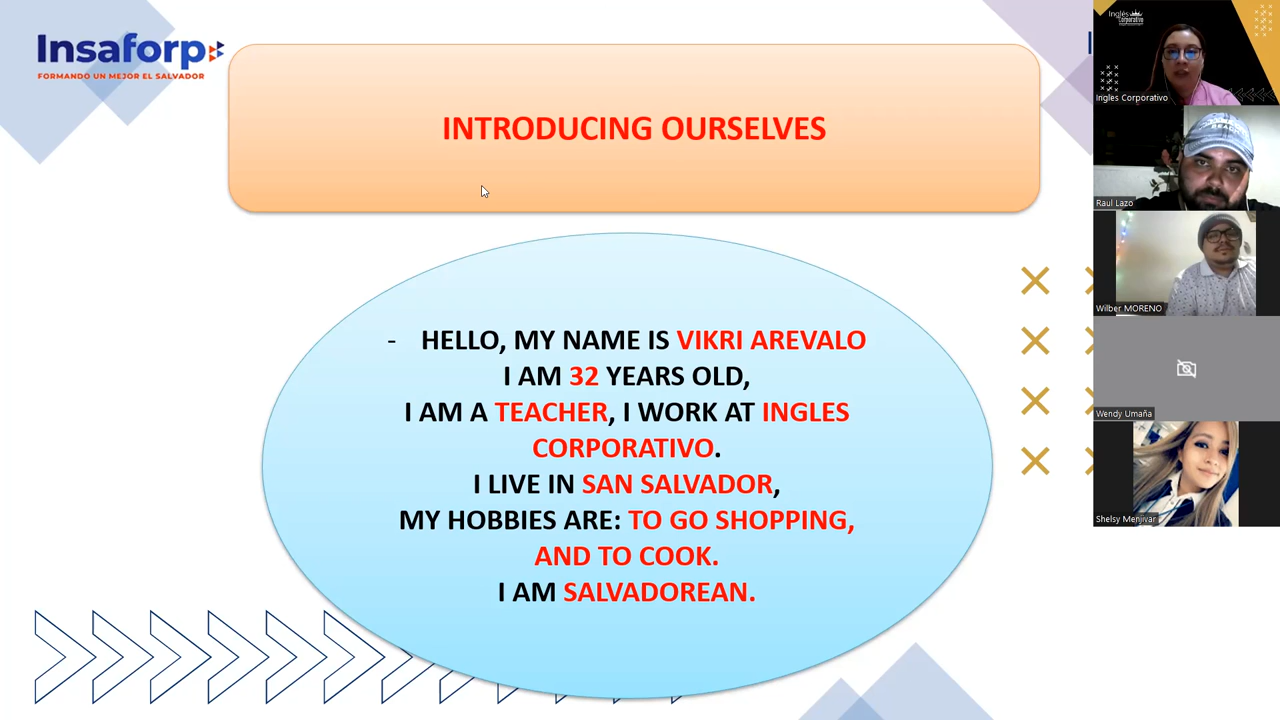 Insaforp
FORMANDO UN MEJOR EL SALVADOR
INTRODUCING OURSELVES
- HELLO, MY NAME IS VIKRI AREVALO
I AM 32 YEARS OLD,
I AM A TEACHER, I WORK AT INGLES
CORPORATIVO.
I LIVE IN SAN SALVADOR,
MY HOBBIES ARE: TO GO SHOPPING,
AND TO COOK.
I AM SALVADOREAN.
Inglés
Corporativo
Ingles Corporativo
Raul Lazo
Wilber MORENO
Wendy Umaña
Shelsy Menjivar